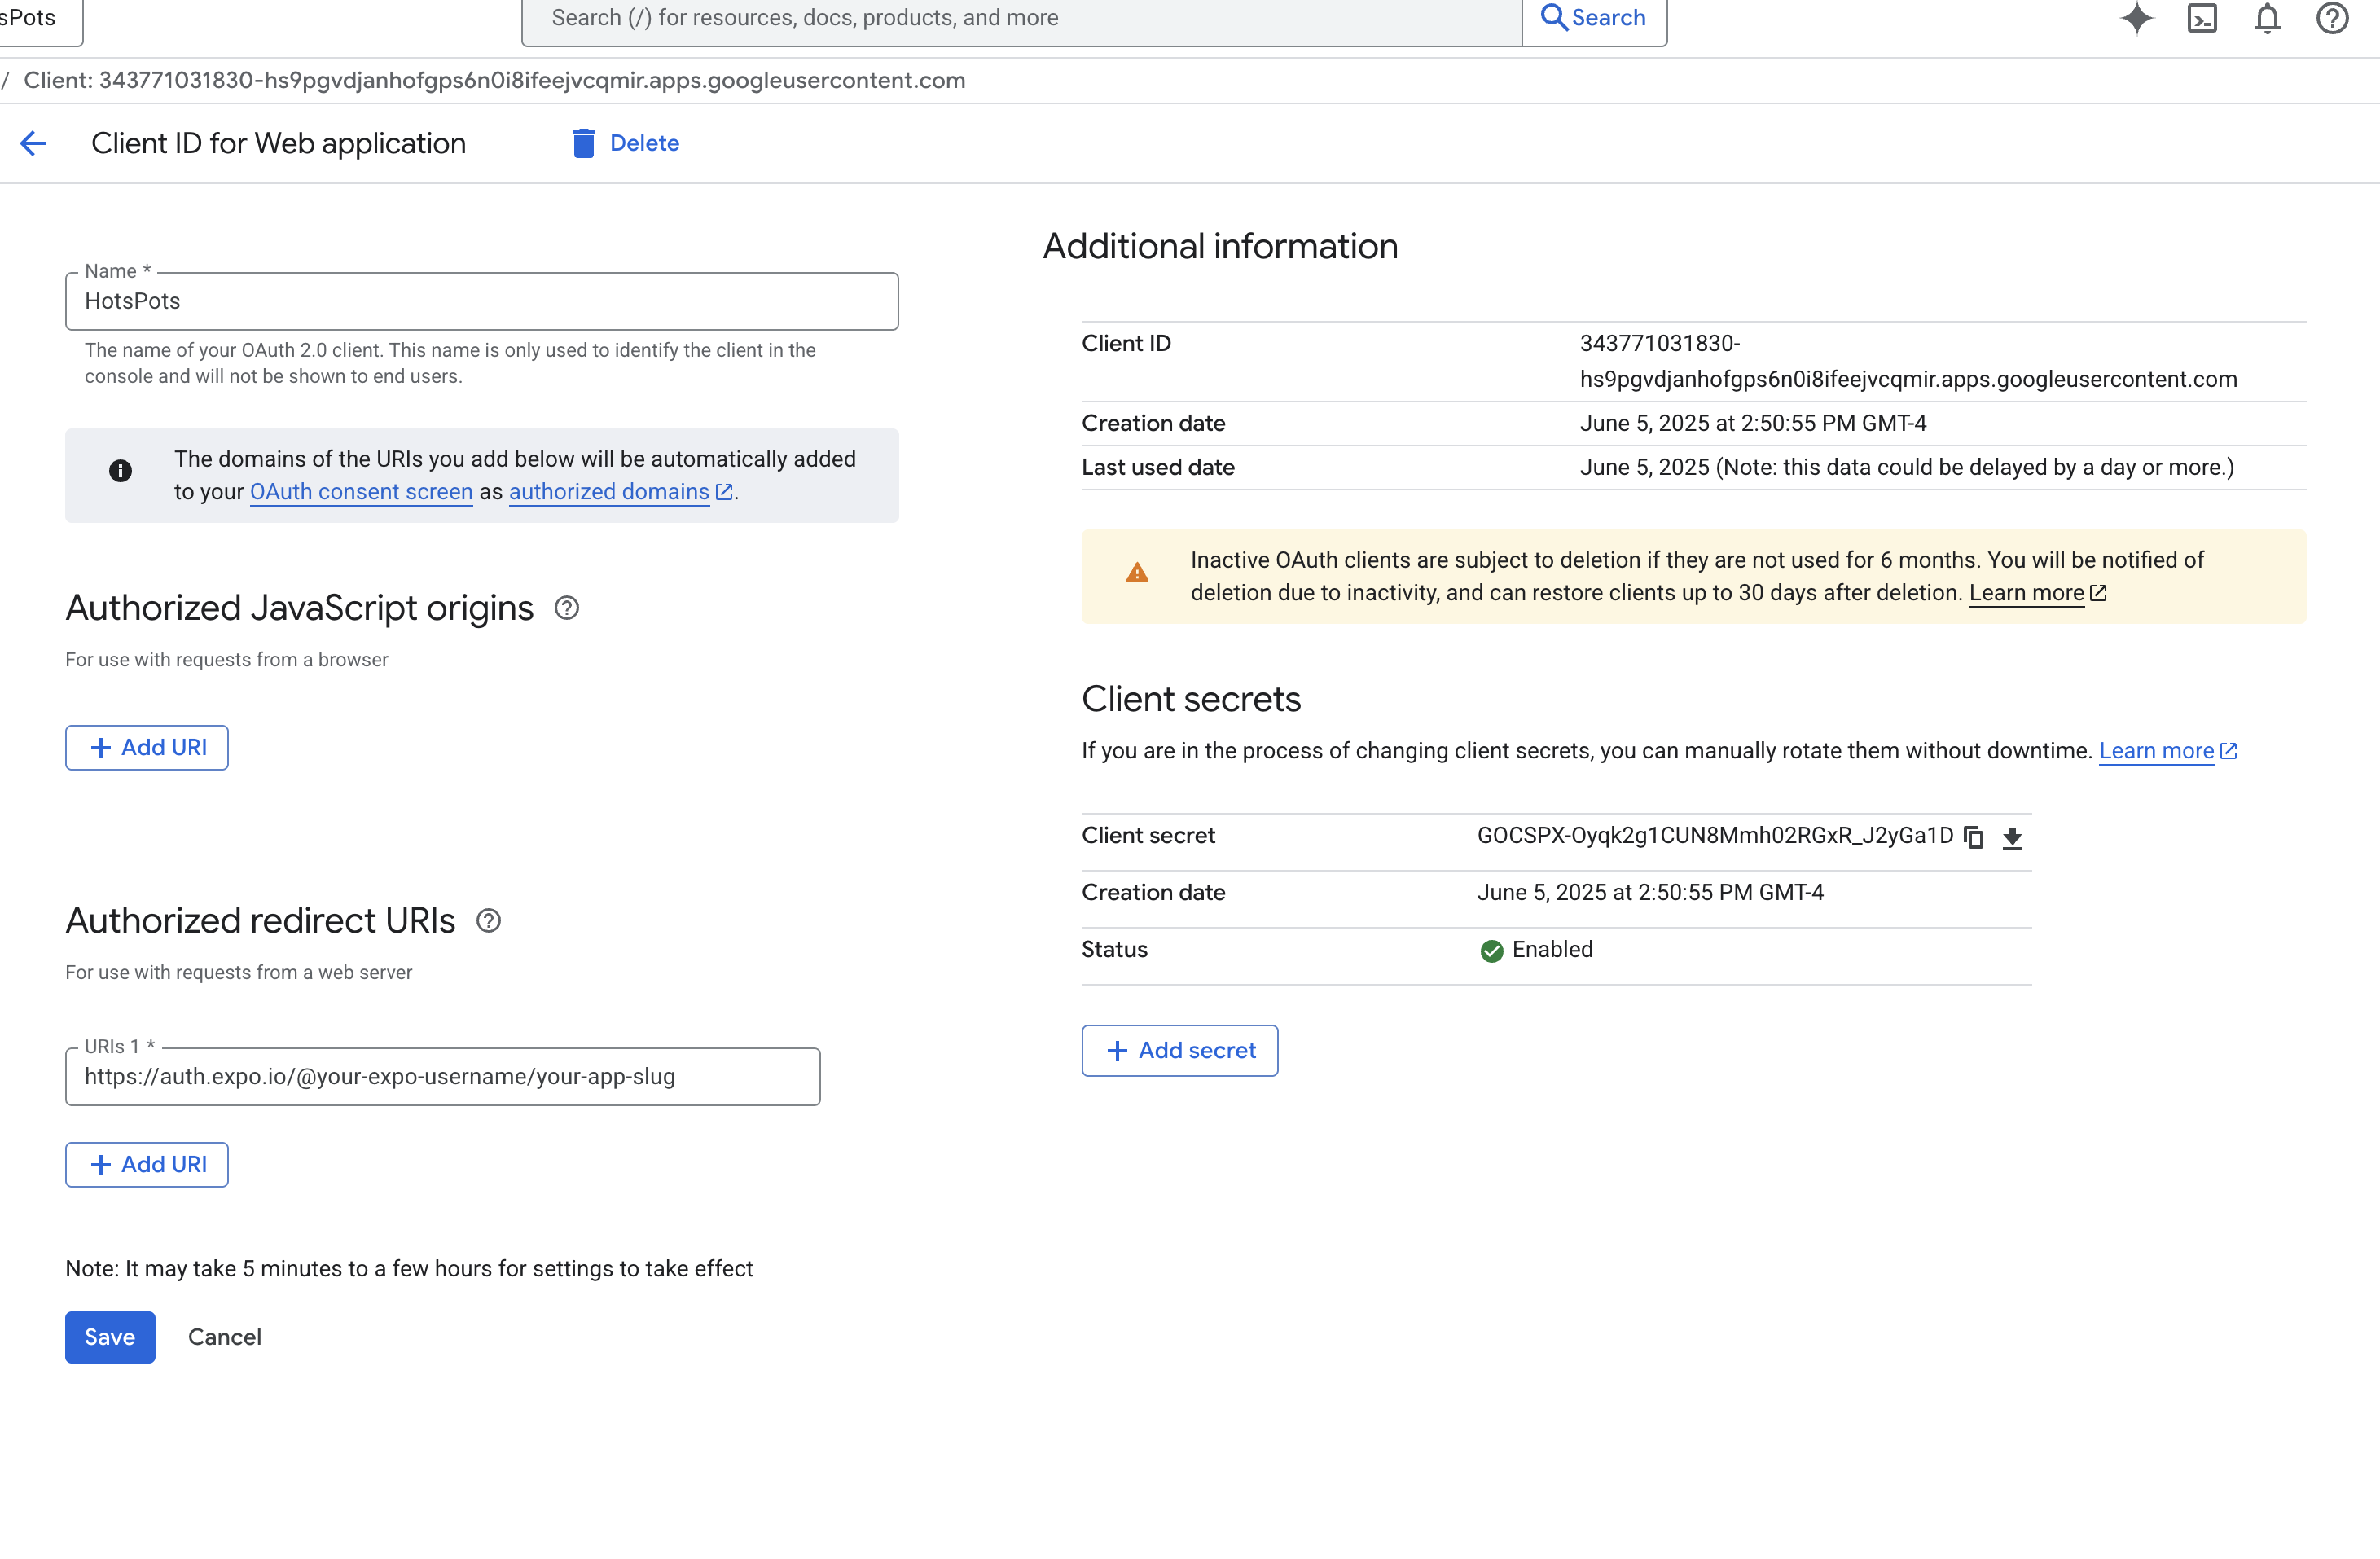 sPots
Search (/) for resources, docs, products, and more
Search
/ Client: 343771031830-hs9pgvdjanhofgps6n0i8ifeejvcqmir.apps.googleusercontent.com
Client ID for Web application
Delete
Name *
HotsPots
The name of your OAuth 2.0 client. This name is only used to identify the client in the
console and will not be shown to end users.
The domains of the URIs you add below will be automatically added
to your OAuth consent screen as authorized domains.
Authorized JavaScript origins
For use with requests from a browser
+ Add URI
Authorized redirect URIs
For use with requests from a web server
URIs 1 *
https://auth.expo.io/@your-expo-username/your-app-slug
+ Add URI
Note: It may take 5 minutes to a few hours for settings to take effect
Save
Cancel
Additional information
Client ID
343771031830-
hs9pgvdjanhofgps6n0i8ifeejvcqmir.apps.googleusercontent.com
Creation date
June 5, 2025 at 2:50:55 PM GMT-4
Last used date
June 5, 2025 (Note: this data could be delayed by a day or more.)
Inactive OAuth clients are subject to deletion if they are not used for 6 months. You will be notified of
deletion due to inactivity, and can restore clients up to 30 days after deletion. Learn more
Client secrets
If you are in the process of changing client secrets, you can manually rotate them without downtime. Learn more
Client secret
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
Creation date
June 5, 2025 at 2:50:55 PM GMT-4
Status
Enabled
+ Add secret